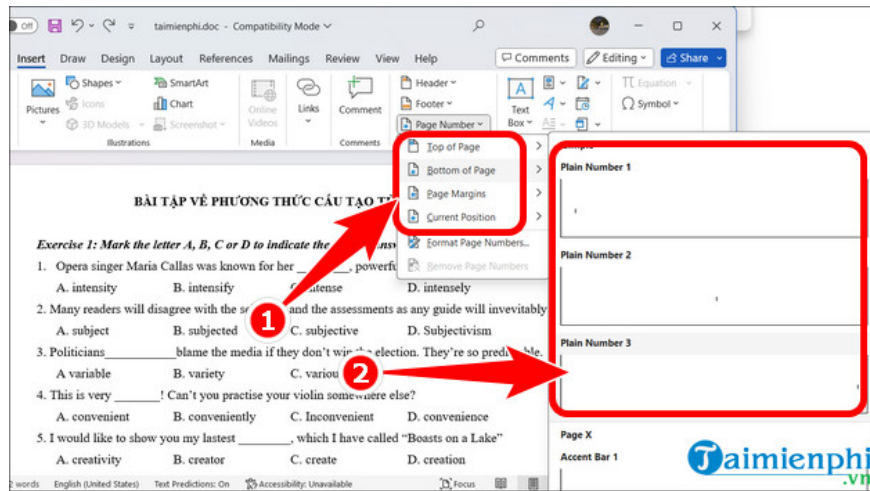 off)
taimienphi.doc - Compatibility Mode
Insert Draw Design Layout References Mailings Review View Help Comments Editing Share
Pictures
Shapes
Icons
3D Models
SmartArt
Chart
Screenshot
Illustrations
Online Videos
Media
Links
Comment
Comments
Header
Footer
Page Number
Text Box
Equation
Symbol
Top of Page
Bottom of Page
Page Margins
Current Position
Format Page Numbers...
Remove Page Numbers
Plain Number 1
Plain Number 2
Plain Number 3
Page X
Accent Bar 1
1
2
BÀI TẬP VỀ PHƯƠNG THỨC CẤU TẠO
Exercise 1: Mark the letter A, B, C or D to indicate the
1. Opera singer Maria Callas was known for her _ ______, powerfu
A. intensity B. intensify D. intensely
2. Many readers will disagree with the and the assessments as any guide will invevitably
A. subject B. subjected C. subjective D. Subjectivism
3. Politicians________blame the media if they don't win the election. They're so
A variable B. variety C. variou
4. This is very ______! Can't you practise your violin somewhere else?
A. convenient B. conveniently C. Inconvenient D. convenience
5. I would like to show you my lastest ________, which I have called “Boasts on a Lake”
A. creativity B. creator C. create D. creation
words English (United States) Text Predictions: On Accessibility: Unavailable Focus
Taimienphi
.vn